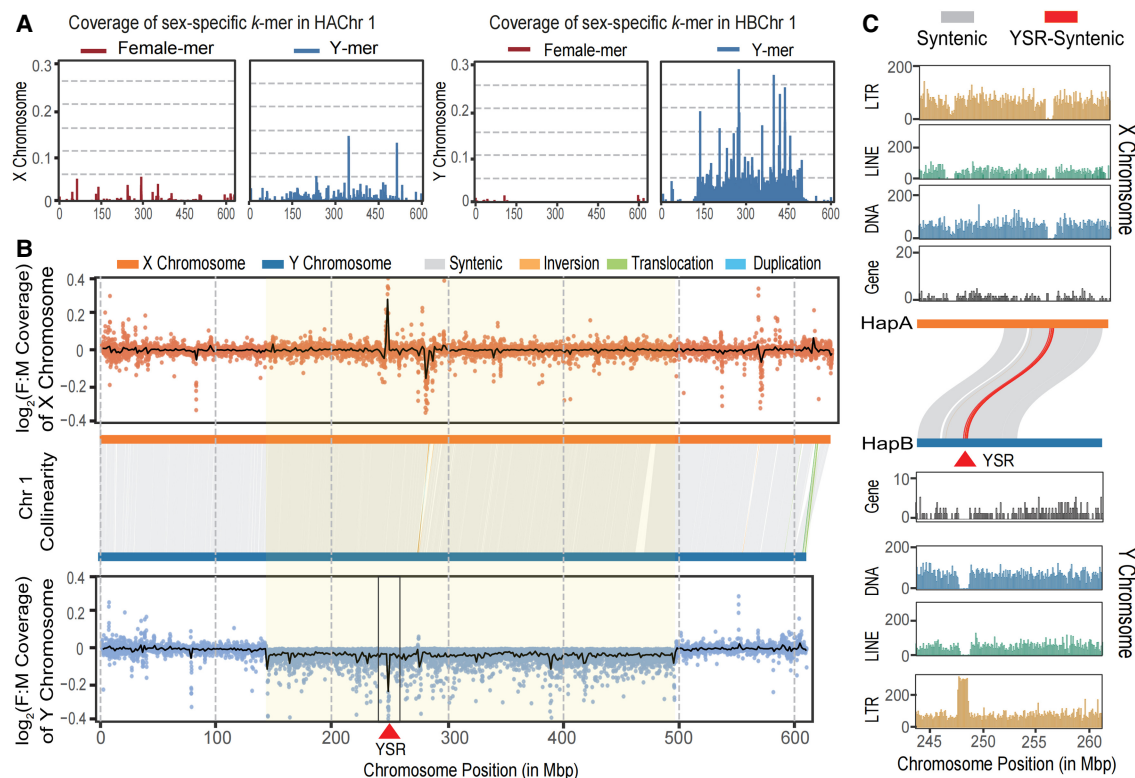 A
Coverage of sex-specific k-mer in HAChr 1
Female-mer
Y-mer
X Chromosome
0.3
0.2
0.1
0
0 150 300 450 600
0 150 300 450 600
Coverage of sex-specific k-mer in HBChr 1
Female-mer
Y-mer
Y Chromosome
0.3
0.2
0.1
0
0 150 300 450 600
150 300 450 600
B
X Chromosome
Y Chromosome
Syntenic
Inversion
Translocation
Duplication
log2(F:M Coverage)
of X Chromosome
0.4
0.2
0
−0.2
−0.4
Chr 1
Collinearity
log2(F:M Coverage)
of Y Chromosome
0.4
0.2
0
−0.2
−0.4
0 100 200 300 400 500 600
YSR
Chromosome Position (in Mbp)
C
Syntenic
YSR-Syntenic
X Chromosome
LTR
200
0
LINE
200
0
DNA
200
0
Gene
20
0
HapA
HapB
YSR
Y Chromosome
Gene
10
0
DNA
200
0
LINE
200
0
LTR
200
0
245 250 255 260
Chromosome Position (in Mbp)